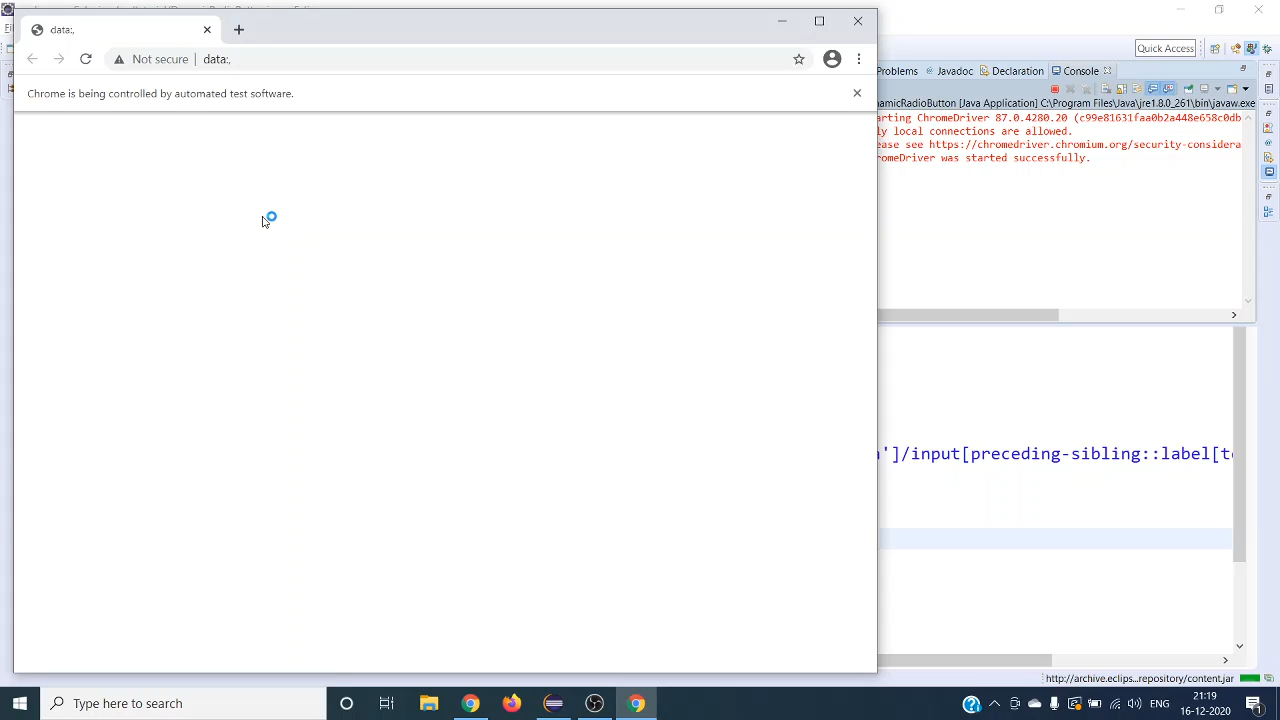 data:,
Not secure
data:,
Chrome is being controlled by automated test software.
Quick Access
Problems
Javadoc
Declaration
Console
namicRadioButton [Java Application] C:\Program Files\Java\jre1.8.0_261\bin\javaw.exe
arting ChromeDriver 87.0.4280.20 (c99e81631faa0b2a448e658c0db
ly local connections are allowed.
ease see https://chromedriver.chromium.org/security-considera
romeDriver was started successfully.
']/input[preceding-sibling::label[te
http://archive.eclips...repository/content.jar
Type here to search
ENG
21:19
16-12-2020